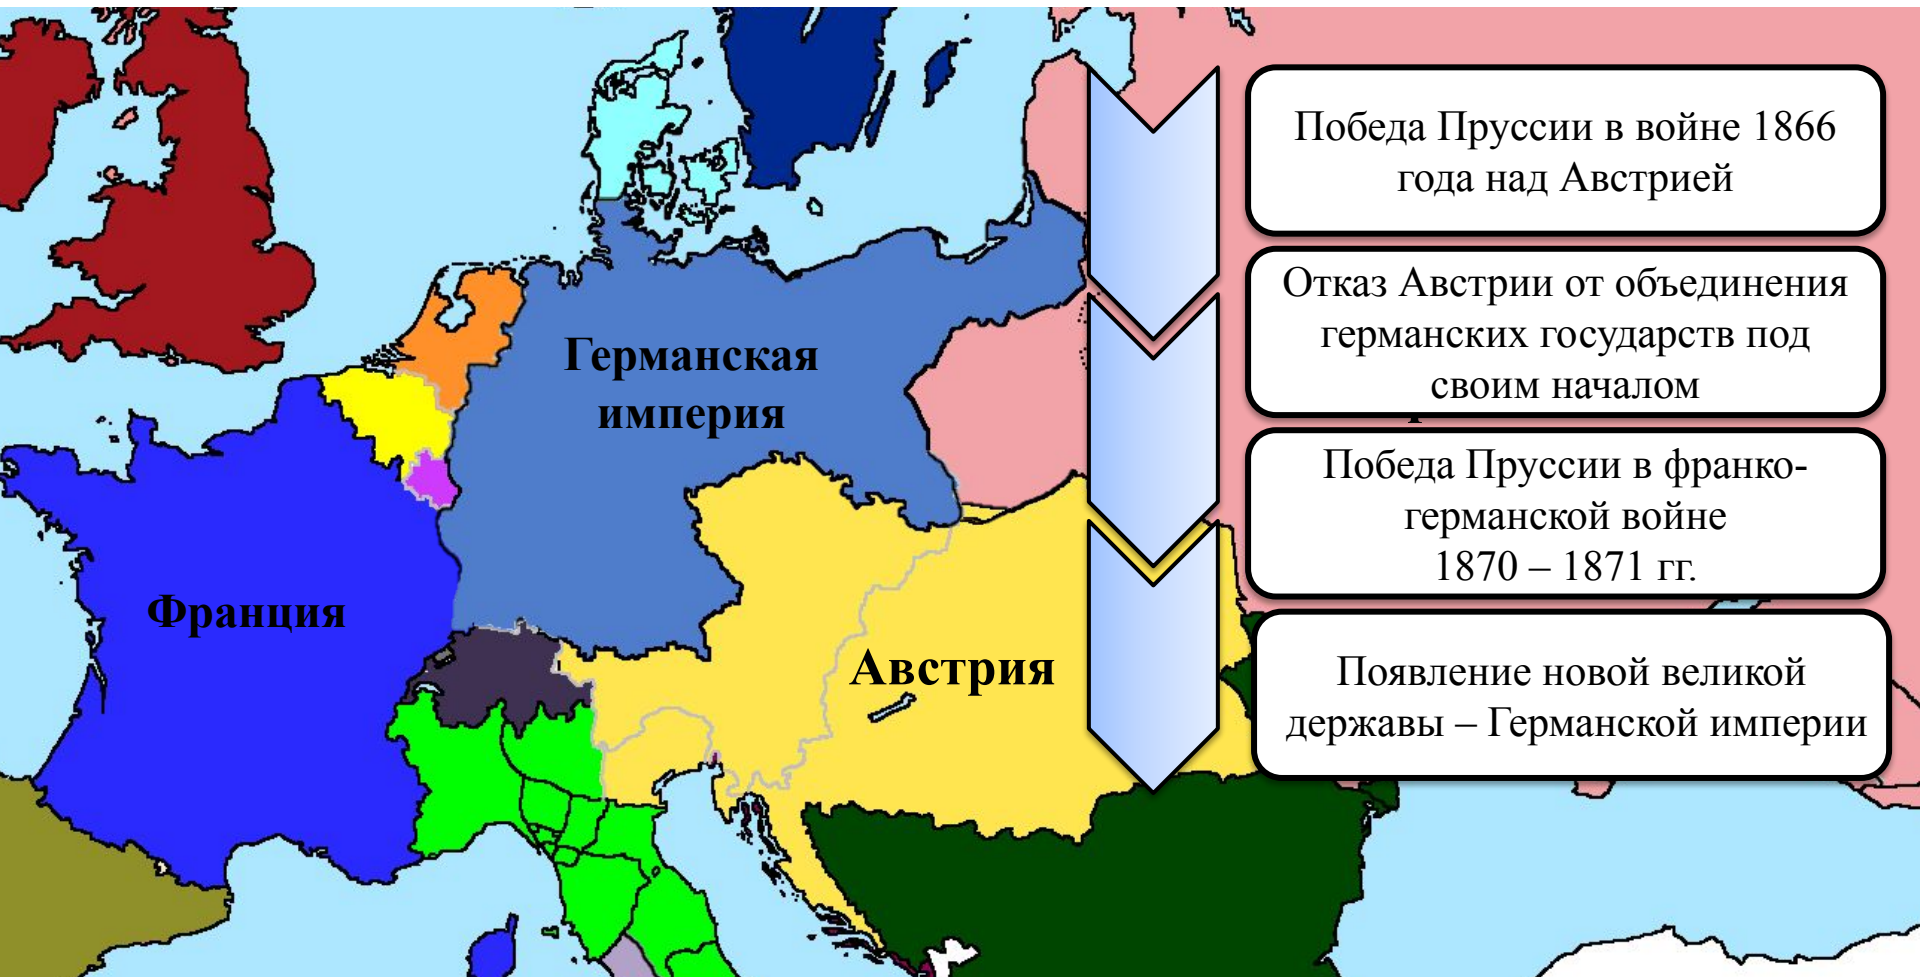 Победа Пруссии в войне 1866
года над Австрией
Отказ Австрии от объединения
германских государств под
своим началом
Победа Пруссии в франко-
германской войне
1870 – 1871 гг.
Появление новой великой
державы – Германской империи
Германская
империя
Франция
Австрия